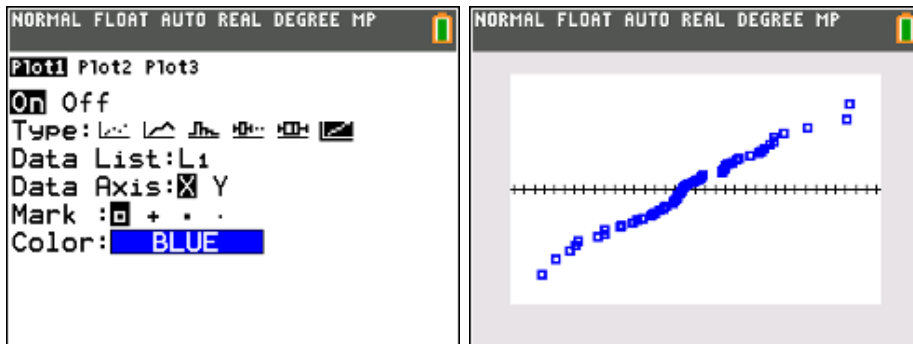 NORMAL FLOAT AUTO REAL DEGREE MP
Plot1 Plot2 Plot3
On Off
Type:
Data List:L1
Data Axis:X Y
Mark : + · ·
Color: BLUE
NORMAL FLOAT AUTO REAL DEGREE MP